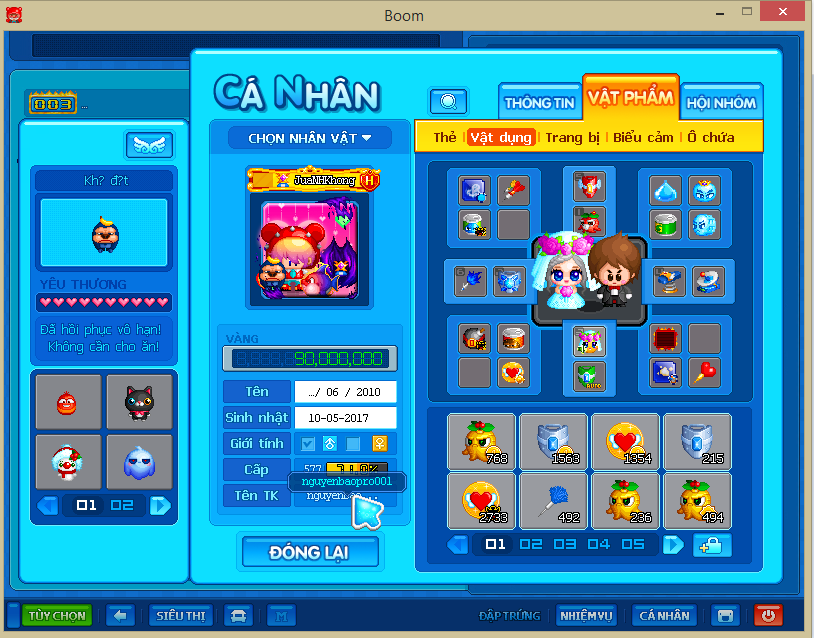 Boom
003 ...
CÁ NHÂN
THÔNG TIN
VẬT PHẨM
HỘI NHÓM
CHỌN NHÂN VẬT
Thẻ | Vật dụng | Trang bị | Biểu cảm | Ô chứa
Kh? đ?t
JuaNHKhong H
YÊU THƯƠNG
Đã hồi phục vô hạn!
Không cần cho ăn!
VÀNG
90,000,000
Tên .../ 06 / 2010
Sinh nhật 10-05-2017
Giới tính
Cấp 577
nguyenbaopro001
Tên TK nguyenbao...
AUTO
768 1563 1354 215
2733 492 236 494
01 02
01 02 03 04 05
ĐÓNG LẠI
TÙY CHỌN
SIÊU THỊ
M
ĐẬP TRỨNG
NHIỆM VỤ
CÁ NHÂN